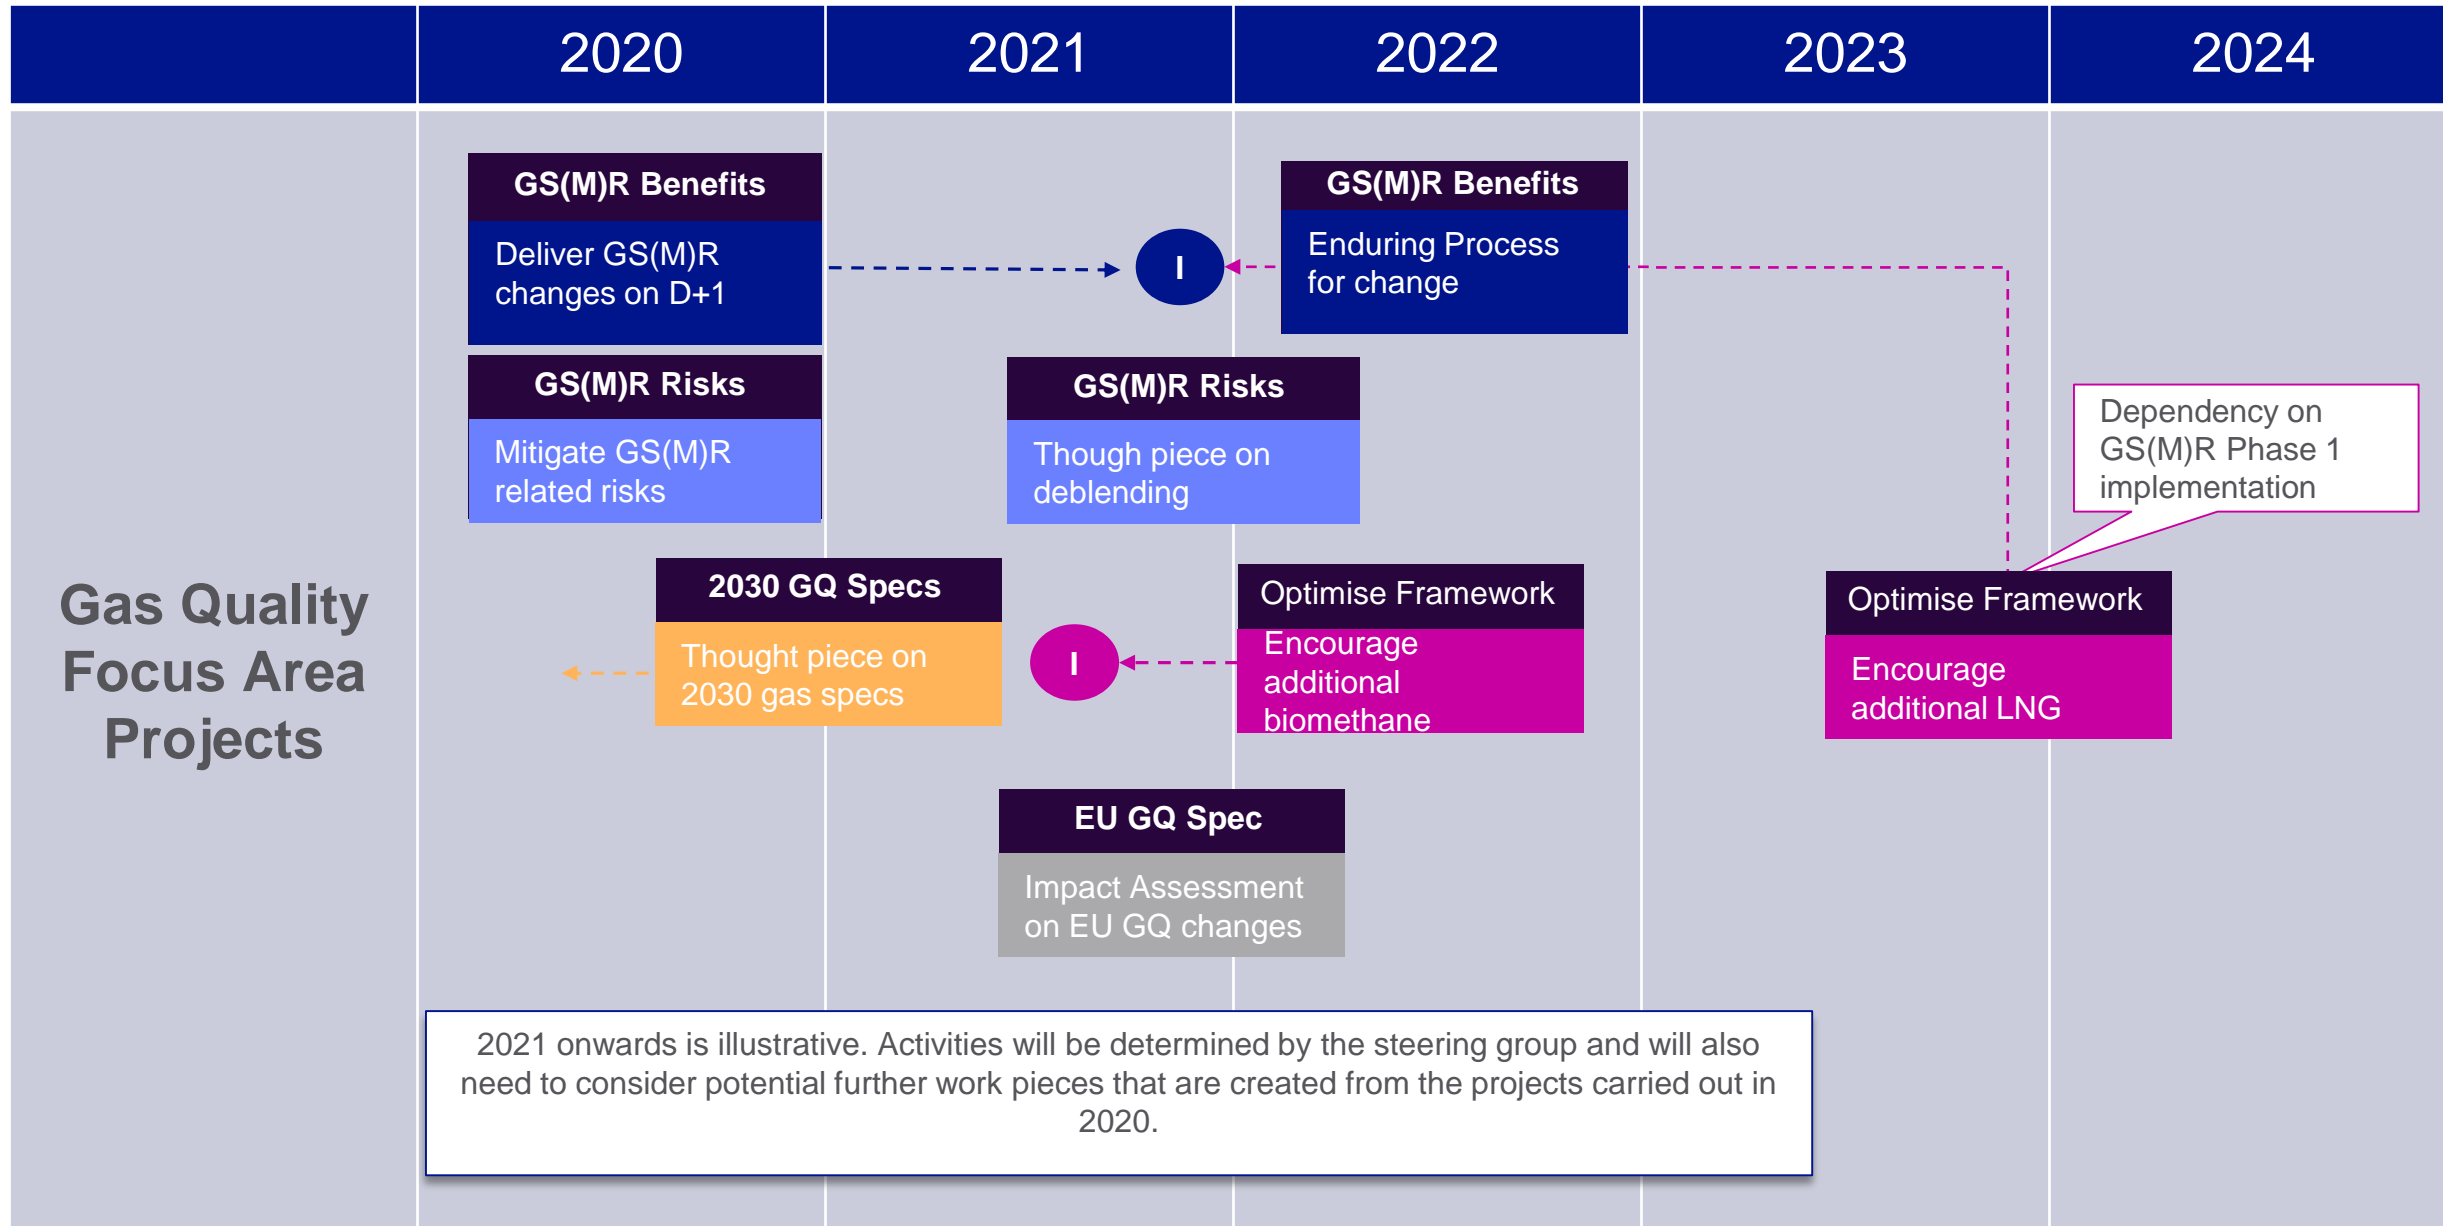 2020
2021
2022
2023
2024
Gas Quality
Focus Area
Projects
GS(M)R Benefits
Deliver GS(M)R
changes on D+1
I
GS(M)R Benefits
Enduring Process
for change
GS(M)R Risks
Mitigate GS(M)R
related risks
GS(M)R Risks
Though piece on
deblending
Dependency on
GS(M)R Phase 1
implementation
2030 GQ Specs
Thought piece on
2030 gas specs
I
Optimise Framework
Encourage
additional
biomethane
Optimise Framework
Encourage
additional LNG
EU GQ Spec
Impact Assessment
on EU GQ changes
2021 onwards is illustrative. Activities will be determined by the steering group and will also
need to consider potential further work pieces that are created from the projects carried out in
2020.